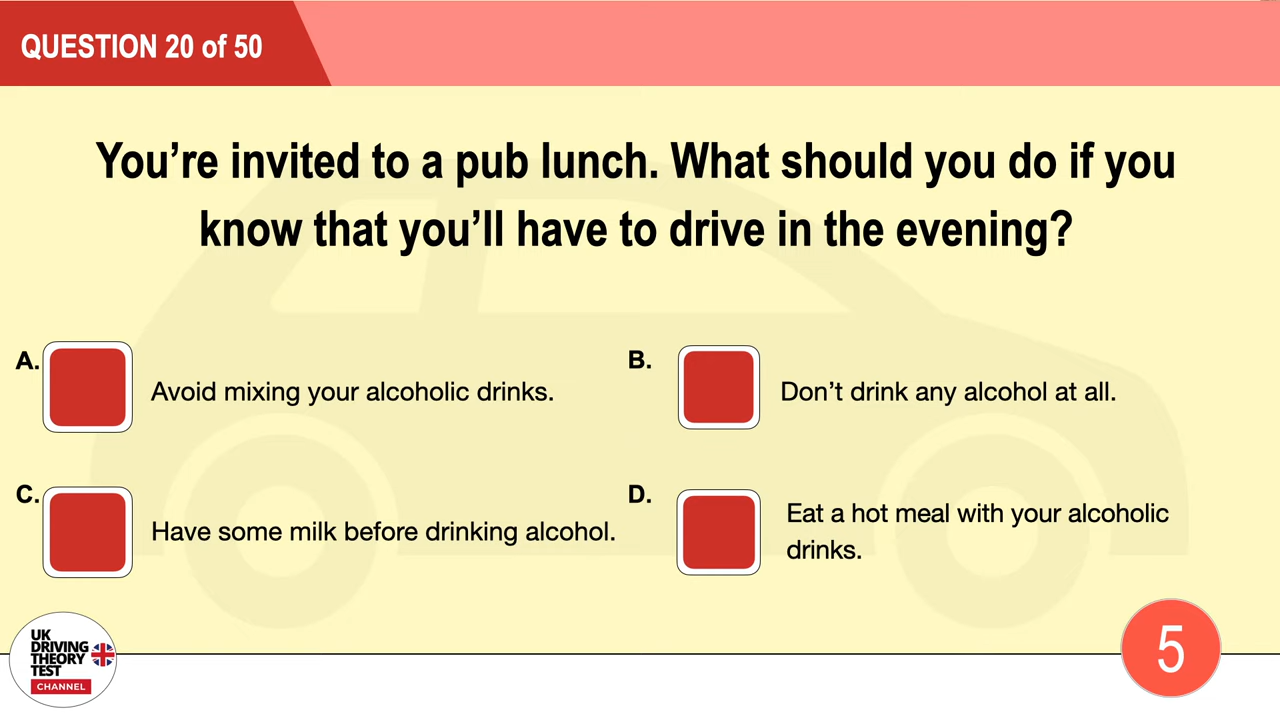 QUESTION 20 of 50
You’re invited to a pub lunch. What should you do if you
know that you’ll have to drive in the evening?
A.
Avoid mixing your alcoholic drinks.
B.
Don’t drink any alcohol at all.
C.
Have some milk before drinking alcohol.
D.
Eat a hot meal with your alcoholic
drinks.
UK
DRIVING
THEORY
TEST
CHANNEL
5